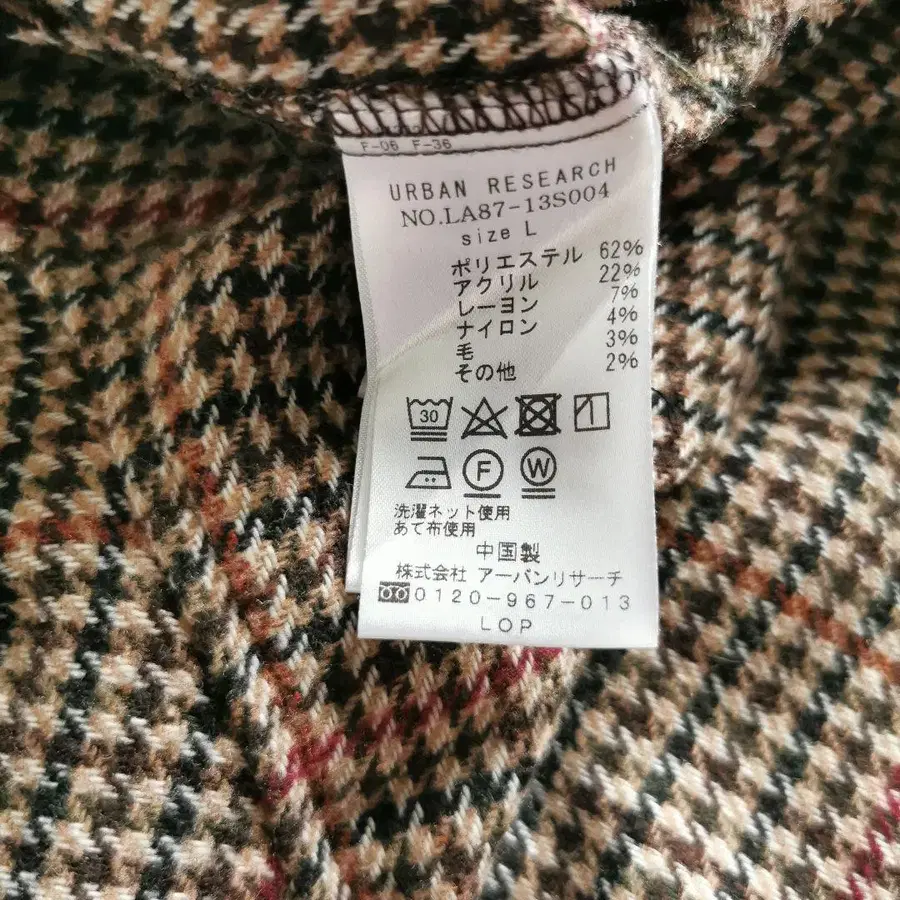 F-06 F-36
URBAN RESEARCH
NO.LA87-13S004
size L
ポリエステル 62%
アクリル 22%
レーヨン 7%
ナイロン 4%
毛 3%
その他 2%
30
F W
洗濯ネット使用
あて布使用
中国製
株式会社 アーバンリサーチ
0120-967-013
LOP